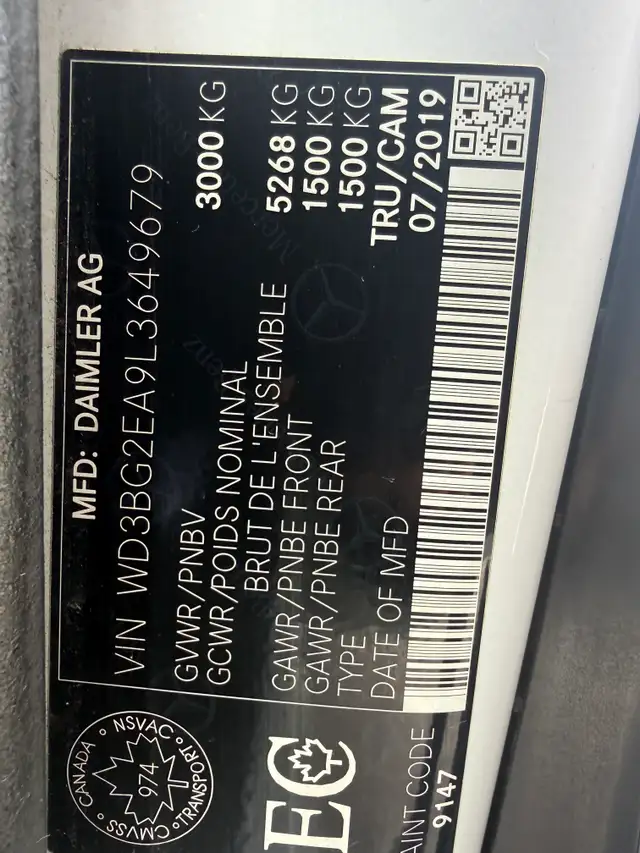 MFD: DAIMLER AG
VIN WD3BG2EA9L3649679
GVWR/PNBV 3000 KG
GCWR/POIDS NOMINAL
BRUT DE L'ENSEMBLE 5268 KG
GAWR/PNBE FRONT 1500 KG
GAWR/PNBE REAR 1500 KG
TYPE TRU/CAM
DATE OF MFD 07/2019
CANADA
NSVAC
TRANSPORT
CMVSS
974
EC
AINT CODE
9147